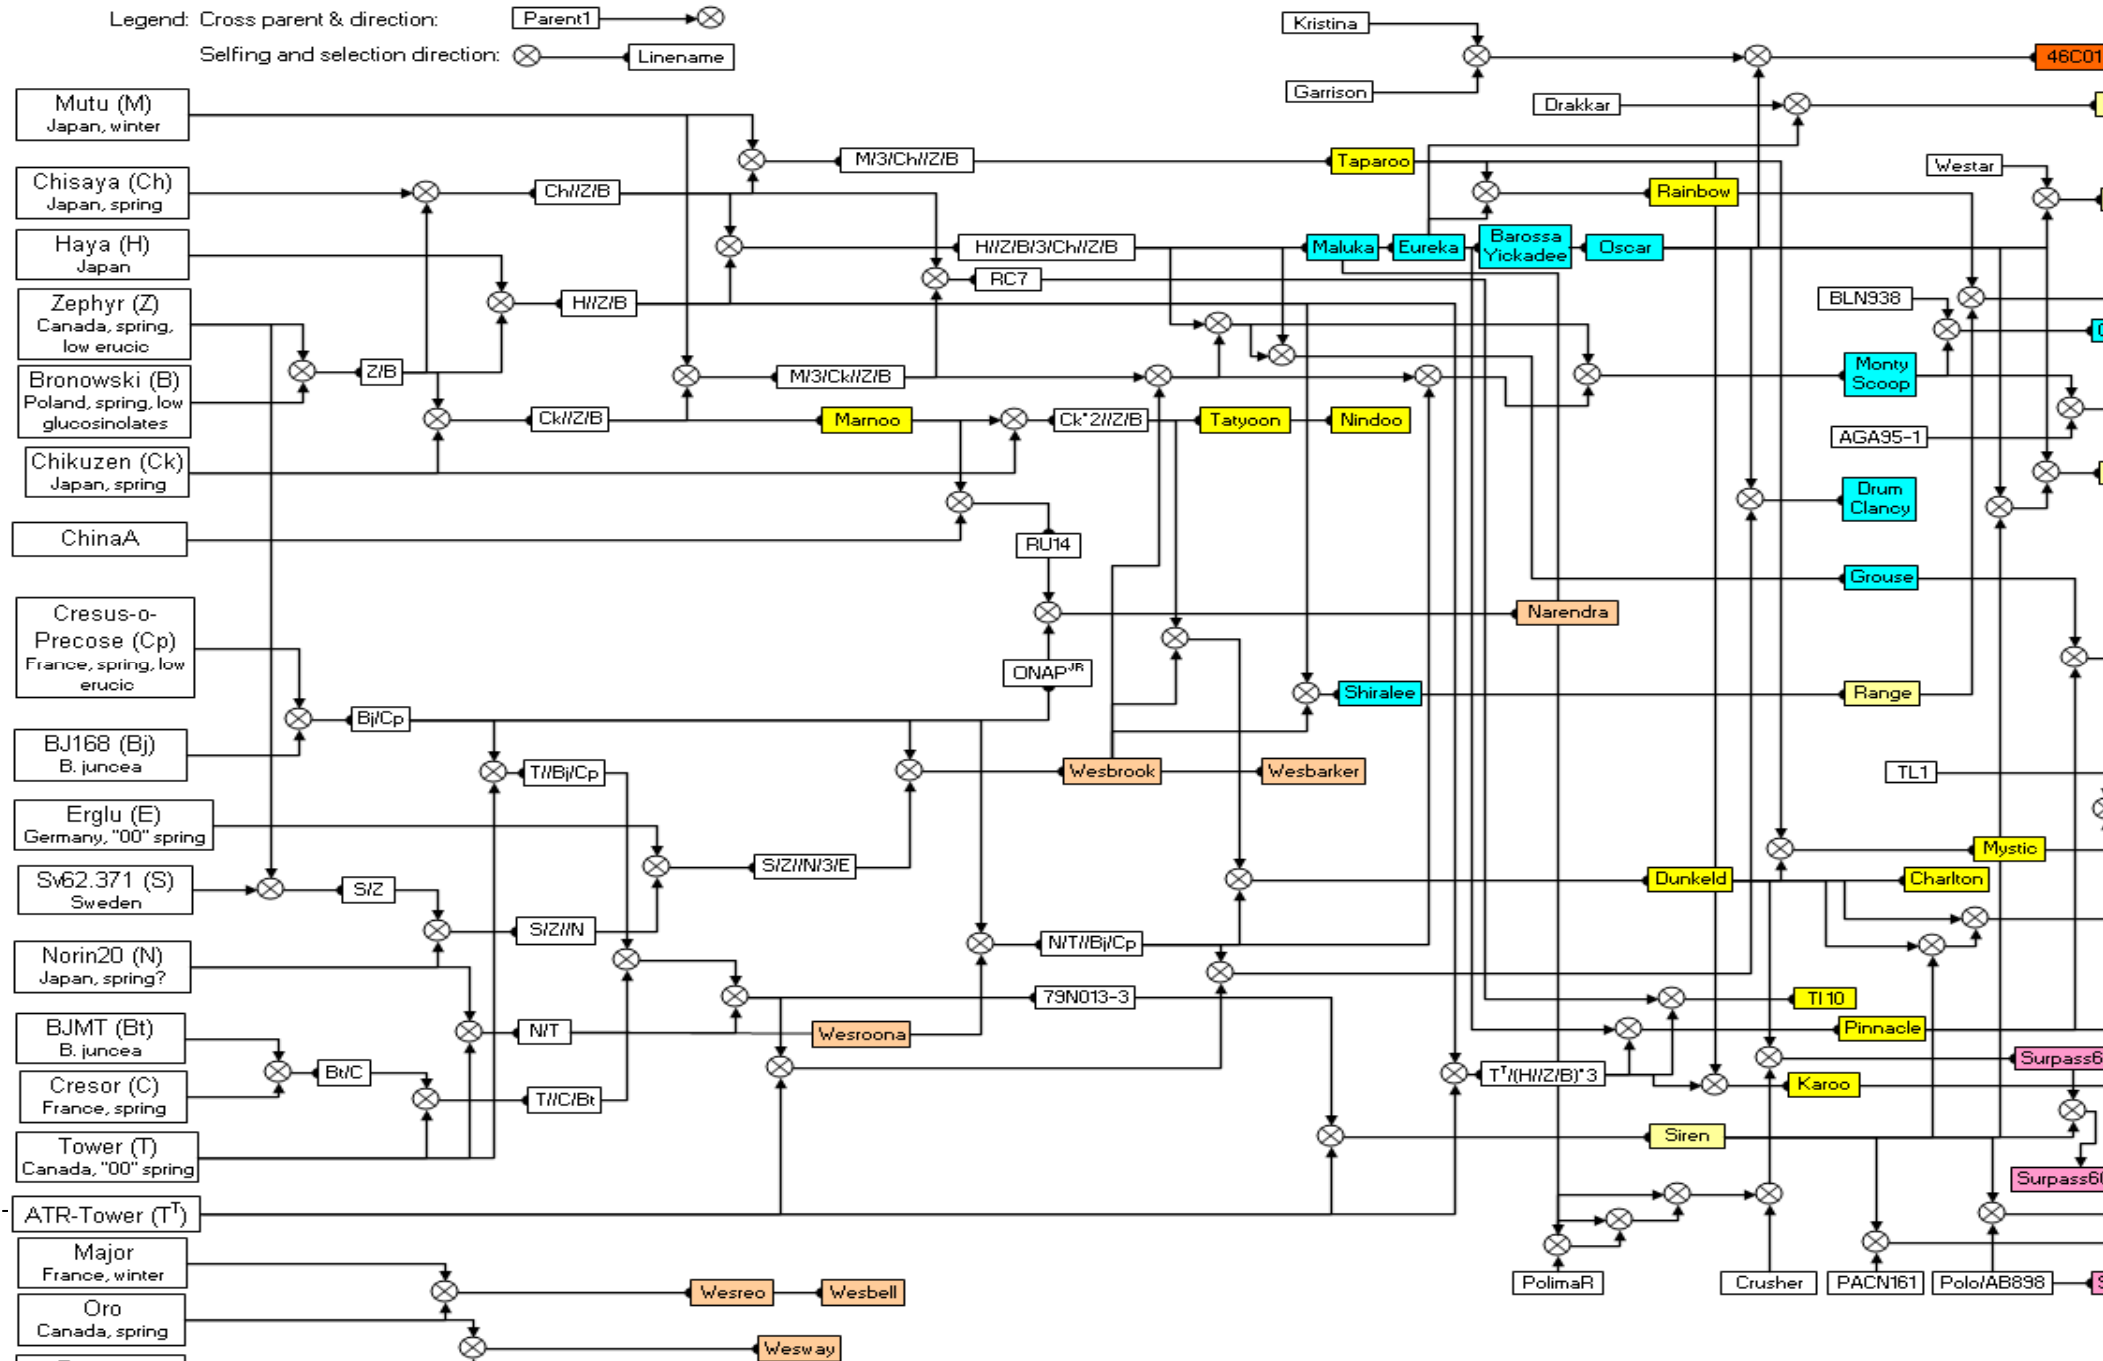 Legend: Cross parent & direction:
Parent1
Selfing and selection direction:
Linename
Kristina
Garrison
46C01
Drakkar
Mutu (M)
Japan, winter
M/3/Ch//Z/B
Taparoo
Westar
Chisaya (Ch)
Japan, spring
Ch//Z/B
Rainbow
Haya (H)
Japan
H//Z/B/3/Ch//Z/B
Maluka
Eureka
Barossa
Yickadee
Oscar
RC7
Zephyr (Z)
Canada, spring,
low erucic
H//Z/B
BLN938
Z/B
Bronowski (B)
Poland, spring, low
glucosinolates
M/3/Ck//Z/B
Monty
Scoop
Ck//Z/B
Marnoo
Ck*2//Z/B
Tatyoon
Nindoo
AGA95-1
Chikuzen (Ck)
Japan, spring
Drum
Clancy
ChinaA
RU14
Grouse
Cresus-o-
Precose (Cp)
France, spring, low
erucic
Narendra
ONAPJR
Shiralee
Range
Bj/Cp
BJ168 (Bj)
B. juncea
T//Bj/Cp
Wesbrook
Wesbarker
TL1
Erglu (E)
Germany, "00" spring
S/Z//N/3/E
Mystic
Sv62.371 (S)
Sweden
S/Z
Dunkeld
Charlton
S/Z//N
N/T//Bj/Cp
Norin20 (N)
Japan, spring?
79N013-3
TI10
BJMT (Bt)
B. juncea
N/T
Wesroona
Pinnacle
Bt/C
TT/(H//Z/B)*3
Surpass6
Cresor (C)
France, spring
T//C/Bt
Karoo
Tower (T)
Canada, "00" spring
Siren
Surpass60
ATR-Tower (TT)
Major
France, winter
PolimaR
Crusher
PACN161
Polo/AB898
S
Wesreo
Wesbell
Oro
Canada, spring
Wesway